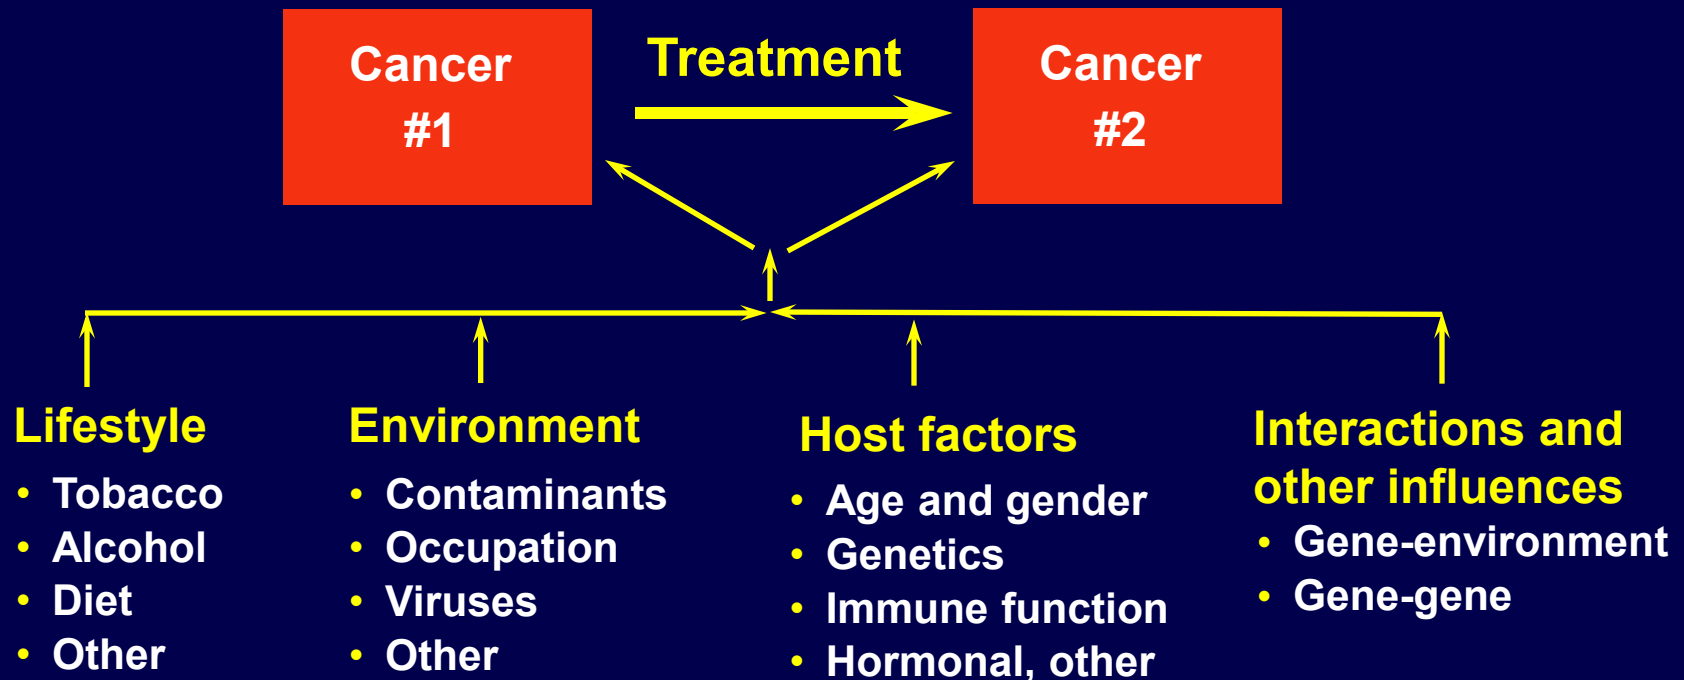 Cancer
#1
Treatment
Cancer
#2
Lifestyle
• Tobacco
• Alcohol
• Diet
• Other
Environment
• Contaminants
• Occupation
• Viruses
• Other
Host factors
• Age and gender
• Genetics
• Immune function
• Hormonal, other
Interactions and
other influences
• Gene-environment
• Gene-gene